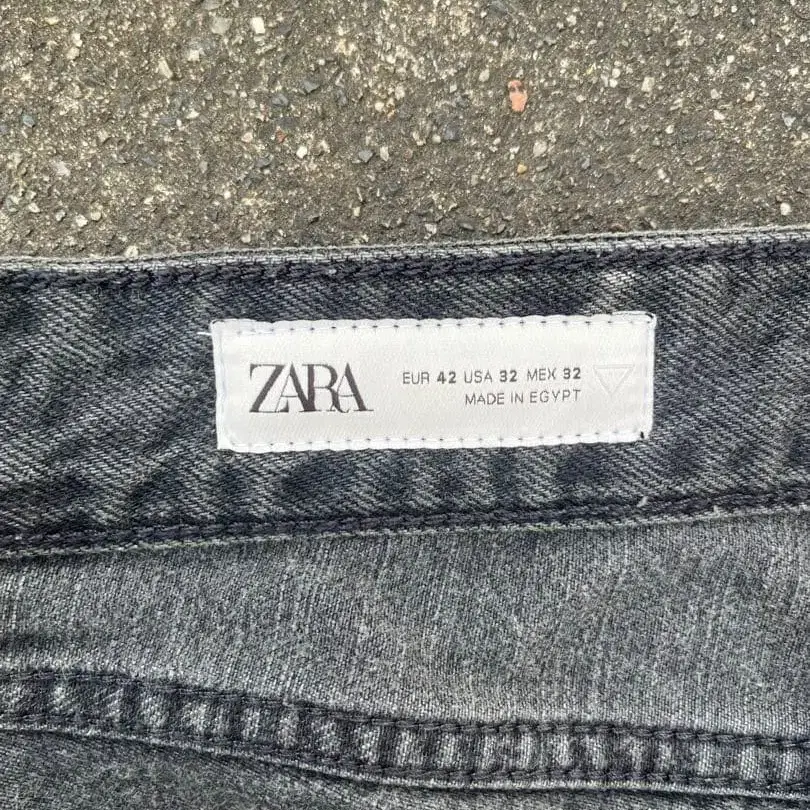 ZARA
EUR 42 USA 32 MEX 32
MADE IN EGYPT